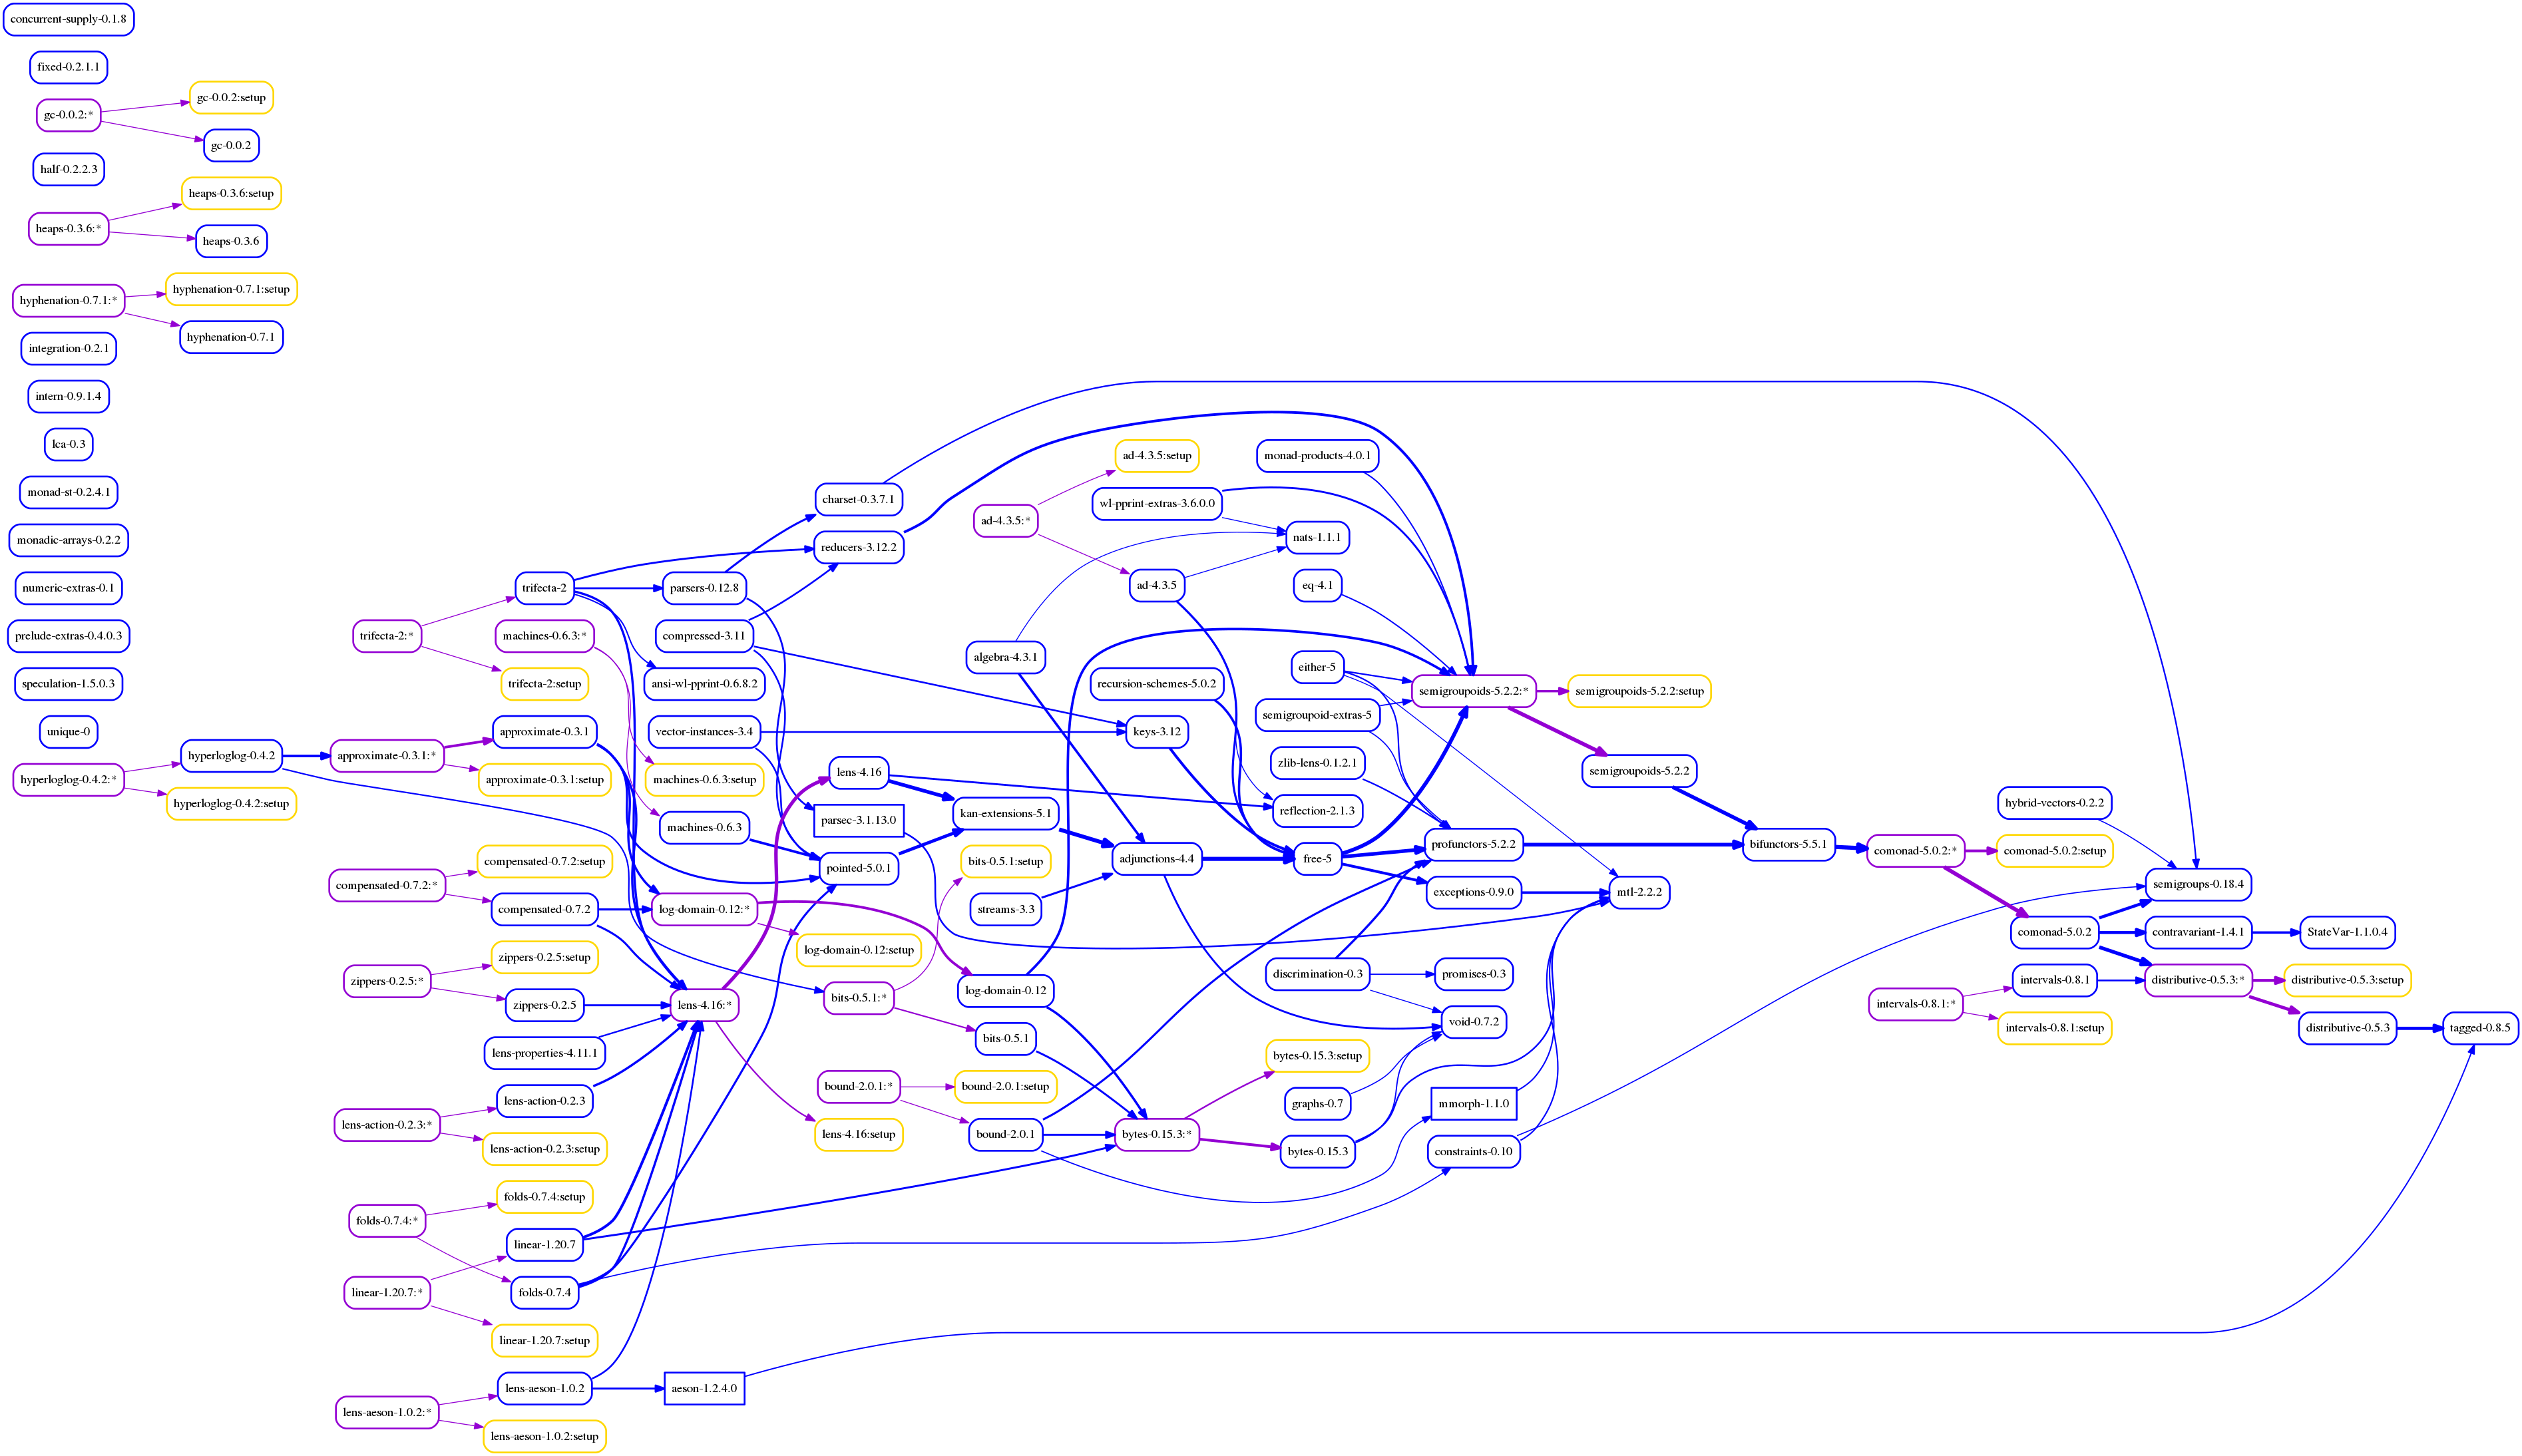 concurrent-supply-0.1.8
fixed-0.2.1.1
gc-0.0.2:*
gc-0.0.2:setup
gc-0.0.2
half-0.2.2.3
heaps-0.3.6:*
heaps-0.3.6:setup
heaps-0.3.6
hyphenation-0.7.1:*
hyphenation-0.7.1:setup
hyphenation-0.7.1
integration-0.2.1
intern-0.9.1.4
lca-0.3
monad-st-0.2.4.1
monadic-arrays-0.2.2
numeric-extras-0.1
prelude-extras-0.4.0.3
speculation-1.5.0.3
unique-0
hyperloglog-0.4.2:*
hyperloglog-0.4.2
hyperloglog-0.4.2:setup
trifecta-2:*
approximate-0.3.1:*
compensated-0.7.2:*
zippers-0.2.5:*
lens-action-0.2.3:*
folds-0.7.4:*
linear-1.20.7:*
lens-aeson-1.0.2:*
trifecta-2
machines-0.6.3:*
trifecta-2:setup
approximate-0.3.1
approximate-0.3.1:setup
compensated-0.7.2:setup
compensated-0.7.2
zippers-0.2.5:setup
zippers-0.2.5
lens-properties-4.11.1
lens-action-0.2.3
lens-action-0.2.3:setup
folds-0.7.4:setup
linear-1.20.7
folds-0.7.4
linear-1.20.7:setup
lens-aeson-1.0.2
lens-aeson-1.0.2:setup
parsers-0.12.8
compressed-3.11
ansi-wl-pprint-0.6.8.2
vector-instances-3.4
machines-0.6.3:setup
machines-0.6.3
log-domain-0.12:*
lens-4.16:*
aeson-1.2.4.0
charset-0.3.7.1
reducers-3.12.2
lens-4.16
parsec-3.1.13.0
pointed-5.0.1
log-domain-0.12:setup
bits-0.5.1:*
bound-2.0.1:*
lens-4.16:setup
ad-4.3.5:*
algebra-4.3.1
kan-extensions-5.1
bits-0.5.1:setup
streams-3.3
log-domain-0.12
bits-0.5.1
bound-2.0.1:setup
bound-2.0.1
ad-4.3.5:setup
wl-pprint-extras-3.6.0.0
ad-4.3.5
recursion-schemes-5.0.2
keys-3.12
adjunctions-4.4
bytes-0.15.3:*
monad-products-4.0.1
nats-1.1.1
eq-4.1
either-5
semigroupoid-extras-5
zlib-lens-0.1.2.1
reflection-2.1.3
free-5
discrimination-0.3
bytes-0.15.3:setup
graphs-0.7
bytes-0.15.3
semigroupoids-5.2.2:*
profunctors-5.2.2
exceptions-0.9.0
promises-0.3
void-0.7.2
mmorph-1.1.0
constraints-0.10
semigroupoids-5.2.2:setup
semigroupoids-5.2.2
mtl-2.2.2
bifunctors-5.5.1
comonad-5.0.2:*
intervals-0.8.1:*
hybrid-vectors-0.2.2
comonad-5.0.2:setup
comonad-5.0.2
intervals-0.8.1
intervals-0.8.1:setup
semigroups-0.18.4
contravariant-1.4.1
distributive-0.5.3:*
StateVar-1.1.0.4
distributive-0.5.3:setup
distributive-0.5.3
tagged-0.8.5